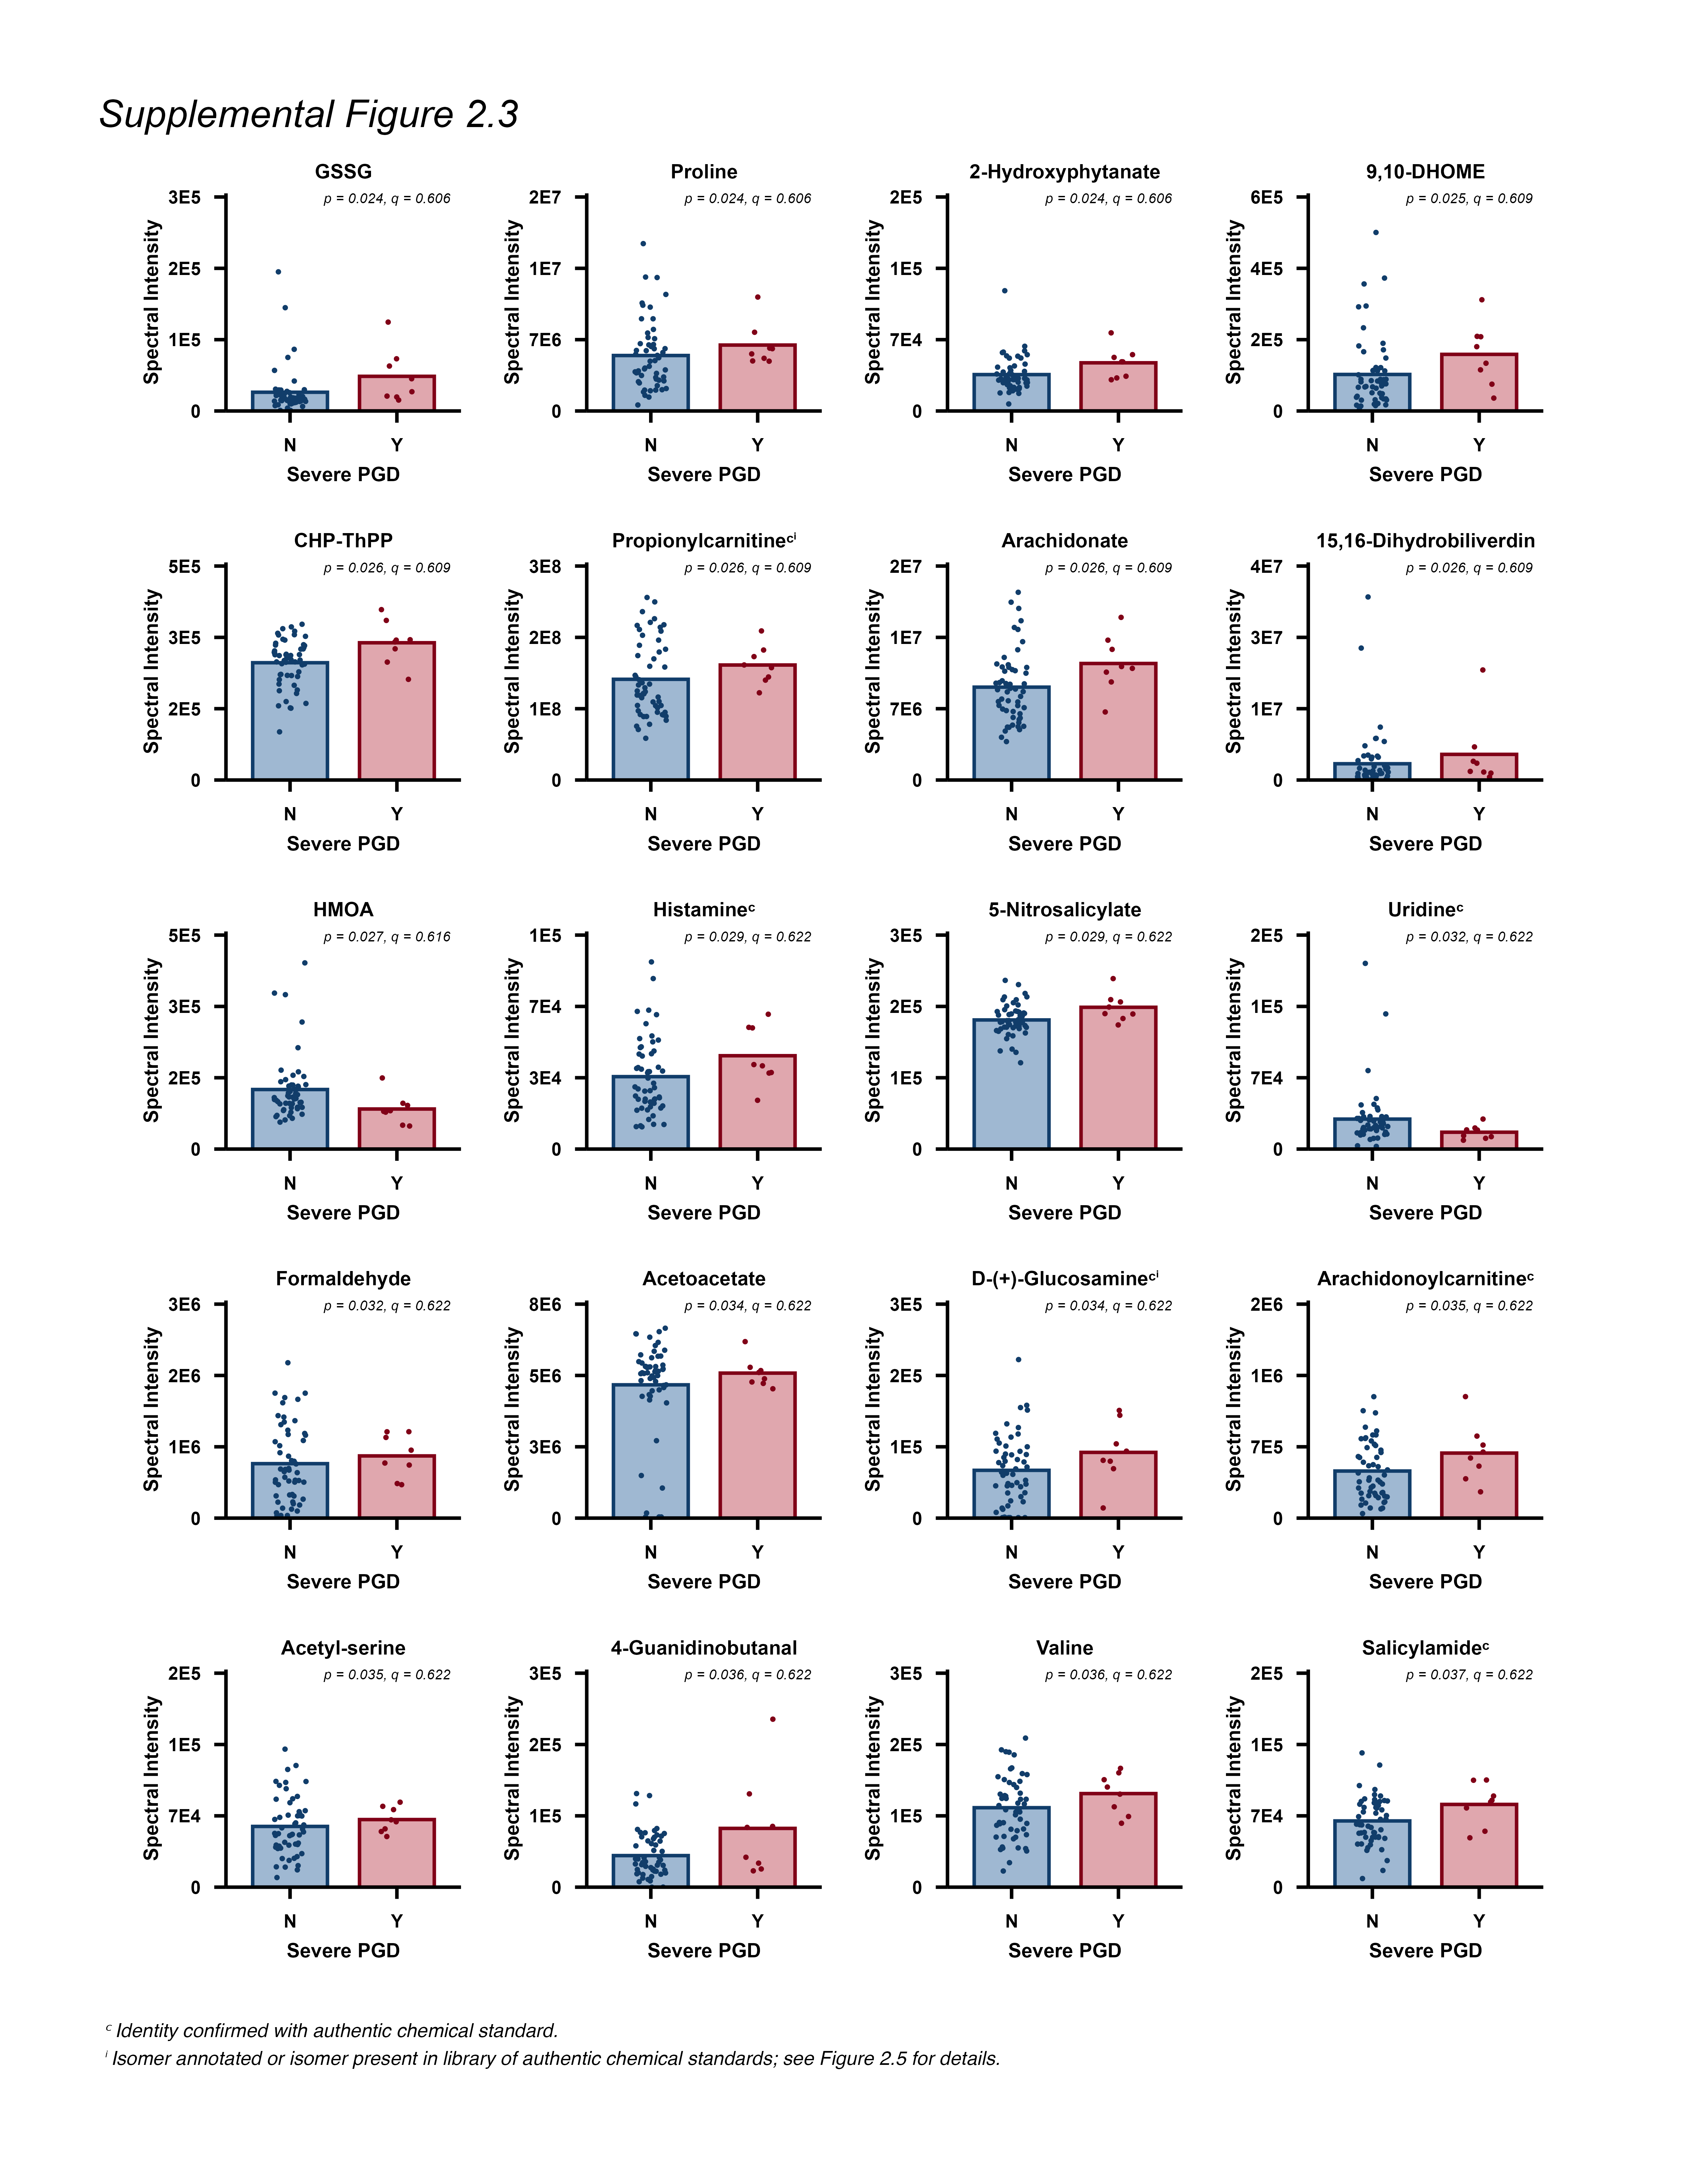 Supplemental Figure 2.3
GSSG
p = 0.024, q = 0.606
3E5
2E5
1E5
0
Spectral Intensity
N Y
Severe PGD
Proline
p = 0.024, q = 0.606
2E7
1E7
7E6
0
Spectral Intensity
N Y
Severe PGD
2-Hydroxyphytanate
p = 0.024, q = 0.606
2E5
1E5
7E4
0
Spectral Intensity
N Y
Severe PGD
9,10-DHOME
p = 0.025, q = 0.609
6E5
4E5
2E5
0
Spectral Intensity
N Y
Severe PGD
CHP-ThPP
p = 0.026, q = 0.609
5E5
3E5
2E5
0
Spectral Intensity
N Y
Severe PGD
Propionylcarnitineᶜⁱ
p = 0.026, q = 0.609
3E8
2E8
1E8
0
Spectral Intensity
N Y
Severe PGD
Arachidonate
p = 0.026, q = 0.609
2E7
1E7
7E6
0
Spectral Intensity
N Y
Severe PGD
15,16-Dihydrobiliverdin
p = 0.026, q = 0.609
4E7
3E7
1E7
0
Spectral Intensity
N Y
Severe PGD
HMOA
p = 0.027, q = 0.616
5E5
3E5
2E5
0
Spectral Intensity
N Y
Severe PGD
Histamineᶜ
p = 0.029, q = 0.622
1E5
7E4
3E4
0
Spectral Intensity
N Y
Severe PGD
5-Nitrosalicylate
p = 0.029, q = 0.622
3E5
2E5
1E5
0
Spectral Intensity
N Y
Severe PGD
Uridineᶜ
p = 0.032, q = 0.622
2E5
1E5
7E4
0
Spectral Intensity
N Y
Severe PGD
Formaldehyde
p = 0.032, q = 0.622
3E6
2E6
1E6
0
Spectral Intensity
N Y
Severe PGD
Acetoacetate
p = 0.034, q = 0.622
8E6
5E6
3E6
0
Spectral Intensity
N Y
Severe PGD
D-(+)-Glucosamineᶜⁱ
p = 0.034, q = 0.622
3E5
2E5
1E5
0
Spectral Intensity
N Y
Severe PGD
Arachidonoylcarnitineᶜ
p = 0.035, q = 0.622
2E6
1E6
7E5
0
Spectral Intensity
N Y
Severe PGD
Acetyl-serine
p = 0.035, q = 0.622
2E5
1E5
7E4
0
Spectral Intensity
N Y
Severe PGD
4-Guanidinobutanal
p = 0.036, q = 0.622
3E5
2E5
1E5
0
Spectral Intensity
N Y
Severe PGD
Valine
p = 0.036, q = 0.622
3E5
2E5
1E5
0
Spectral Intensity
N Y
Severe PGD
Salicylamideᶜ
p = 0.037, q = 0.622
2E5
1E5
7E4
0
Spectral Intensity
N Y
Severe PGD
ᶜ Identity confirmed with authentic chemical standard.
ⁱ Isomer annotated or isomer present in library of authentic chemical standards; see Figure 2.5 for details.